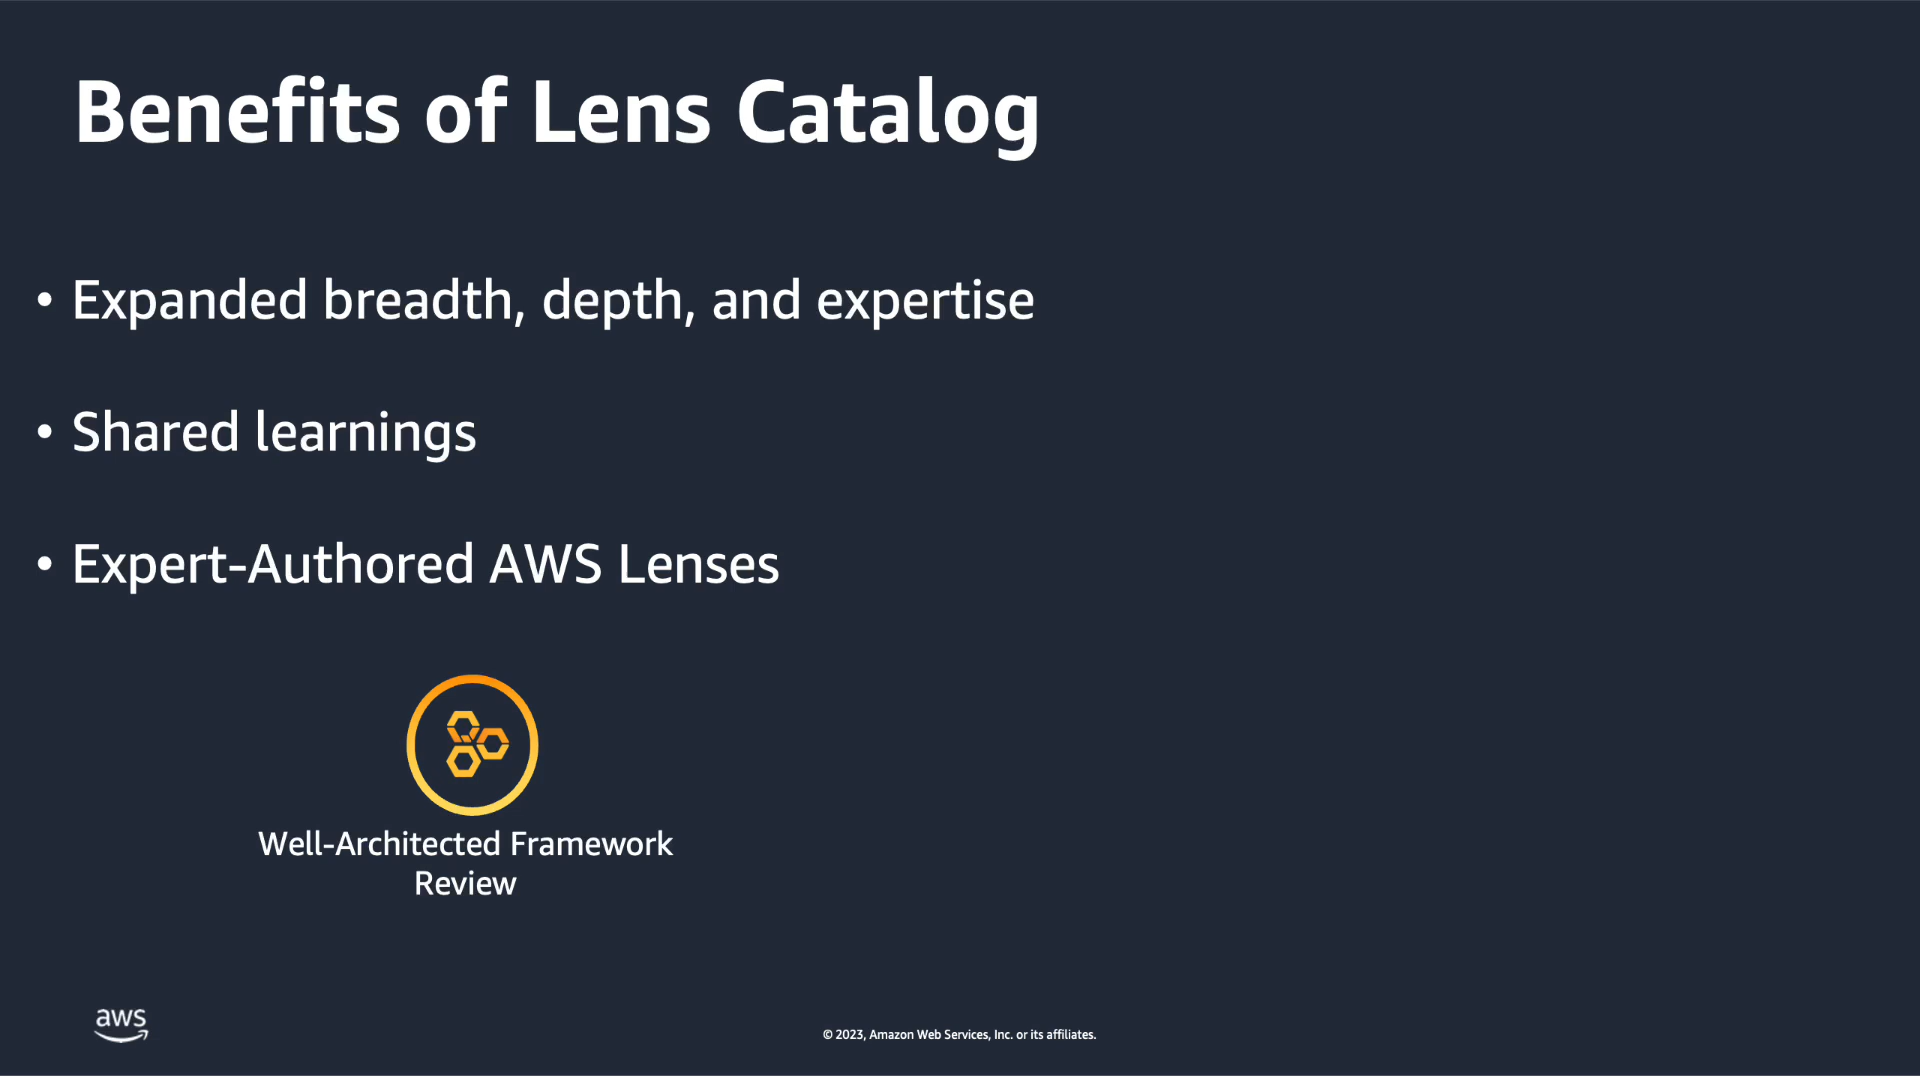 Benefits of Lens Catalog
• Expanded breadth, depth, and expertise
• Shared learnings
• Expert-Authored AWS Lenses
Well-Architected Framework
Review
aws
© 2023, Amazon Web Services, Inc. or its affiliates.